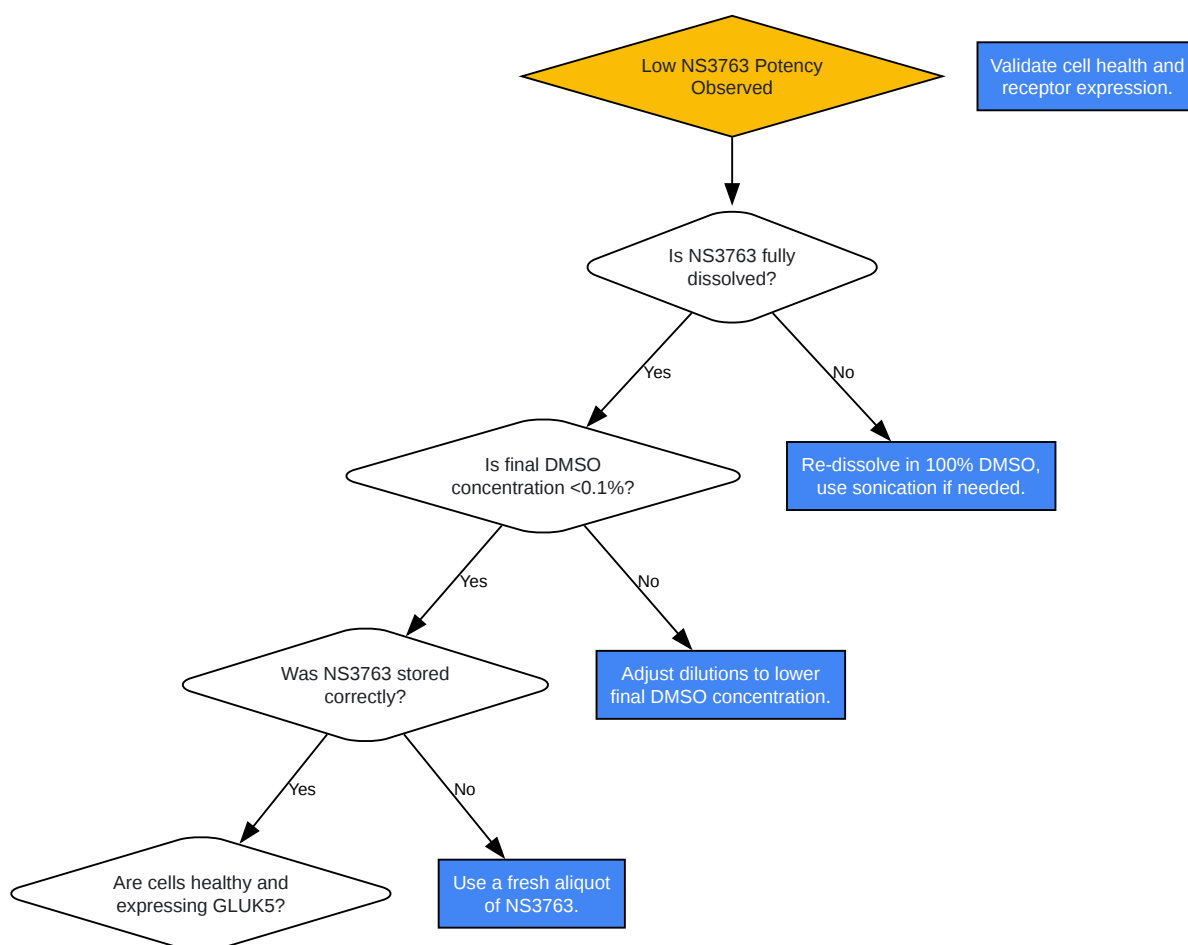 Low NS3763 Potency
Observed
Validate cell health and
receptor expression.
Is NS3763 fully
dissolved?
Yes
No
Is final DMSO
concentration <0.1%?
Re-dissolve in 100% DMSO,
use sonication if needed.
Yes
No
Was NS3763 stored
correctly?
Adjust dilutions to lower
final DMSO concentration.
Yes
No
Are cells healthy and
expressing GLUK5?
Use a fresh aliquot
of NS3763.